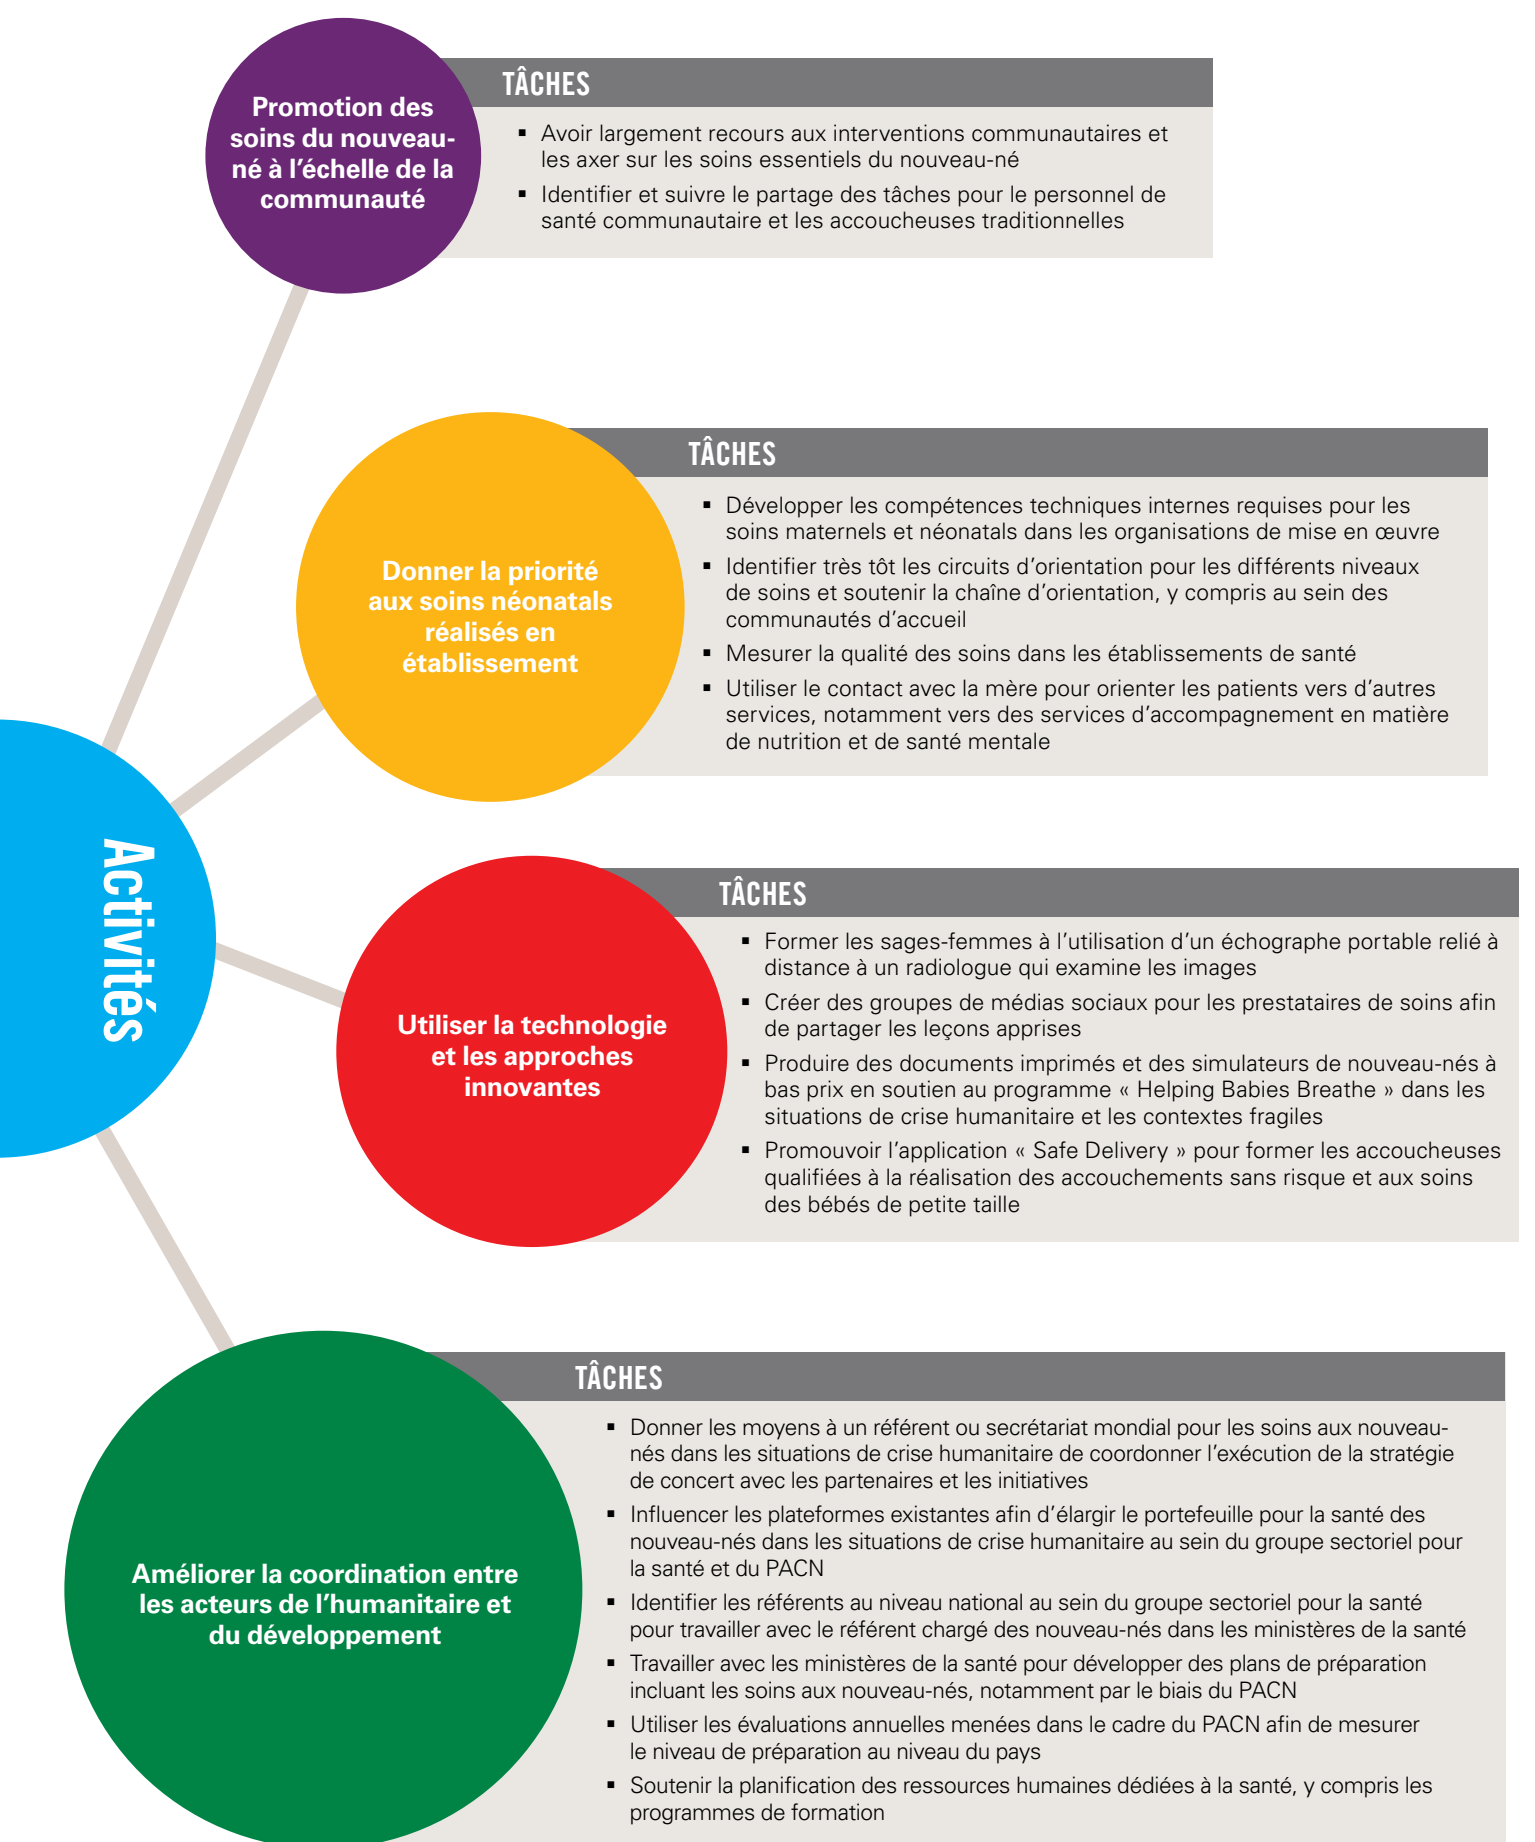 Promotion des
soins du nouveau-
né à l’échelle de la
communauté
TÂCHES
▪ Avoir largement recours aux interventions communautaires et
les axer sur les soins essentiels du nouveau-né
▪ Identifier et suivre le partage des tâches pour le personnel de
santé communautaire et les accoucheuses traditionnelles
Donner la priorité
aux soins néonatals
réalisés en
établissement
TÂCHES
▪ Développer les compétences techniques internes requises pour les
soins maternels et néonatals dans les organisations de mise en œuvre
▪ Identifier très tôt les circuits d’orientation pour les différents niveaux
de soins et soutenir la chaîne d’orientation, y compris au sein des
communautés d’accueil
▪ Mesurer la qualité des soins dans les établissements de santé
▪ Utiliser le contact avec la mère pour orienter les patients vers d’autres
services, notamment vers des services d’accompagnement en matière
de nutrition et de santé mentale
Activités
Utiliser la technologie
et les approches
innovantes
TÂCHES
▪ Former les sages-femmes à l’utilisation d’un échographe portable relié à
distance à un radiologue qui examine les images
▪ Créer des groupes de médias sociaux pour les prestataires de soins afin
de partager les leçons apprises
▪ Produire des documents imprimés et des simulateurs de nouveau-nés à
bas prix en soutien au programme « Helping Babies Breathe » dans les
situations de crise humanitaire et les contextes fragiles
▪ Promouvoir l’application « Safe Delivery » pour former les accoucheuses
qualifiées à la réalisation des accouchements sans risque et aux soins
des bébés de petite taille
Améliorer la coordination entre
les acteurs de l’humanitaire et
du développement
TÂCHES
▪ Donner les moyens à un référent ou secrétariat mondial pour les soins aux nouveau-
nés dans les situations de crise humanitaire de coordonner l’exécution de la stratégie
de concert avec les partenaires et les initiatives
▪ Influencer les plateformes existantes afin d’élargir le portefeuille pour la santé des
nouveau-nés dans les situations de crise humanitaire au sein du groupe sectoriel pour
la santé et du PACN
▪ Identifier les référents au niveau national au sein du groupe sectoriel pour la santé
pour travailler avec le référent chargé des nouveau-nés dans les ministères de la santé
▪ Travailler avec les ministères de la santé pour développer des plans de préparation
incluant les soins aux nouveau-nés, notamment par le biais du PACN
▪ Utiliser les évaluations annuelles menées dans le cadre du PACN afin de mesurer
le niveau de préparation au niveau du pays
▪ Soutenir la planification des ressources humaines dédiées à la santé, y compris les
programmes de formation